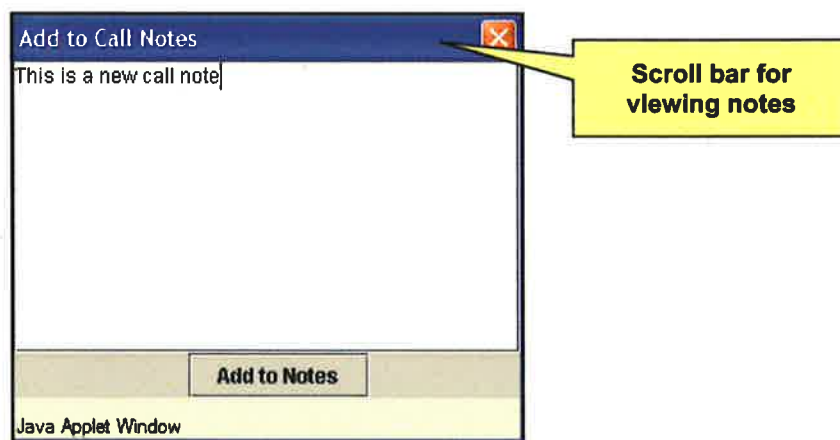 Add to Call Notes
This is a new call note
Scroll bar for
viewing notes
Add to Notes
Java Applet Window